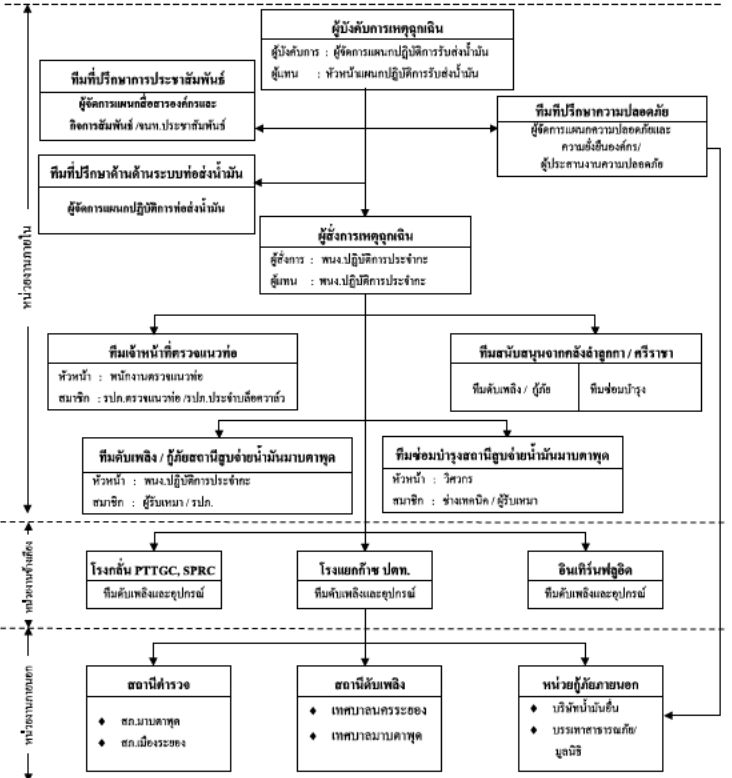 ผู้บังคับการเหตุฉุกเฉิน
ผู้บังคับการ : ผู้จัดการแผนกปฏิบัติการรับส่งน้ำมัน
ผู้แทน : หัวหน้าแผนกปฏิบัติการรับส่งน้ำมัน
ทีมที่ปรึกษาการประชาสัมพันธ์
ผู้จัดการแผนกสื่อสารองค์กรและ
กิจการสัมพันธ์ /จนท.ประชาสัมพันธ์
ทีมที่ปรึกษาความปลอดภัย
ผู้จัดการแผนกความปลอดภัยและ
ความยั่งยืนองค์กร/
ผู้ประสานงานความปลอดภัย
ทีมที่ปรึกษาด้านด้านระบบท่อส่งน้ำมัน
ผู้จัดการแผนกปฏิบัติการท่อส่งน้ำมัน
ผู้สั่งการเหตุฉุกเฉิน
ผู้สั่งการ : พนง.ปฏิบัติการประจำกะ
ผู้แทน : พนง.ปฏิบัติการประจำกะ
หน่วยงานภายใน
ทีมเจ้าหน้าที่ตรวจแนวท่อ
หัวหน้า : พนักงานตรวจแนวท่อ
สมาชิก : รปภ.ตรวจแนวท่อ /รปภ.ประจำบล็อควาล์ว
ทีมสนับสนุนจากคลังลำลูกกา / ศรีราชา
ทีมดับเพลิง / กู้ภัย
ทีมซ่อมบำรุง
ทีมดับเพลิง / กู้ภัยสถานีสูบจ่ายน้ำมันมาบตาพุด
หัวหน้า : พนง.ปฏิบัติการประจำกะ
สมาชิก : ผู้รับเหมา / รปภ.
ทีมซ่อมบำรุงสถานีสูบจ่ายน้ำมันมาบตาพุด
หัวหน้า : วิศวกร
สมาชิก : ช่างเทคนิค / ผู้รับเหมา
หน่วยงานข้างเคียง
โรงกลั่น PTTGC, SPRC
ทีมดับเพลิงและอุปกรณ์
โรงแยกก๊าซ ปตท.
ทีมดับเพลิงและอุปกรณ์
อินเทิร์นฟลูอิด
ทีมดับเพลิงและอุปกรณ์
หน่วยงานภายนอก
สถานีตำรวจ
♦ สภ.มาบตาพุด
♦ สภ.เมืองระยอง
สถานีดับเพลิง
♦ เทศบาลนครระยอง
♦ เทศบาลมาบตาพุด
หน่วยกู้ภัยภายนอก
♦ บริษัทน้ำมันอื่น
♦ บรรเทาสาธารณภัย/
มูลนิธิ